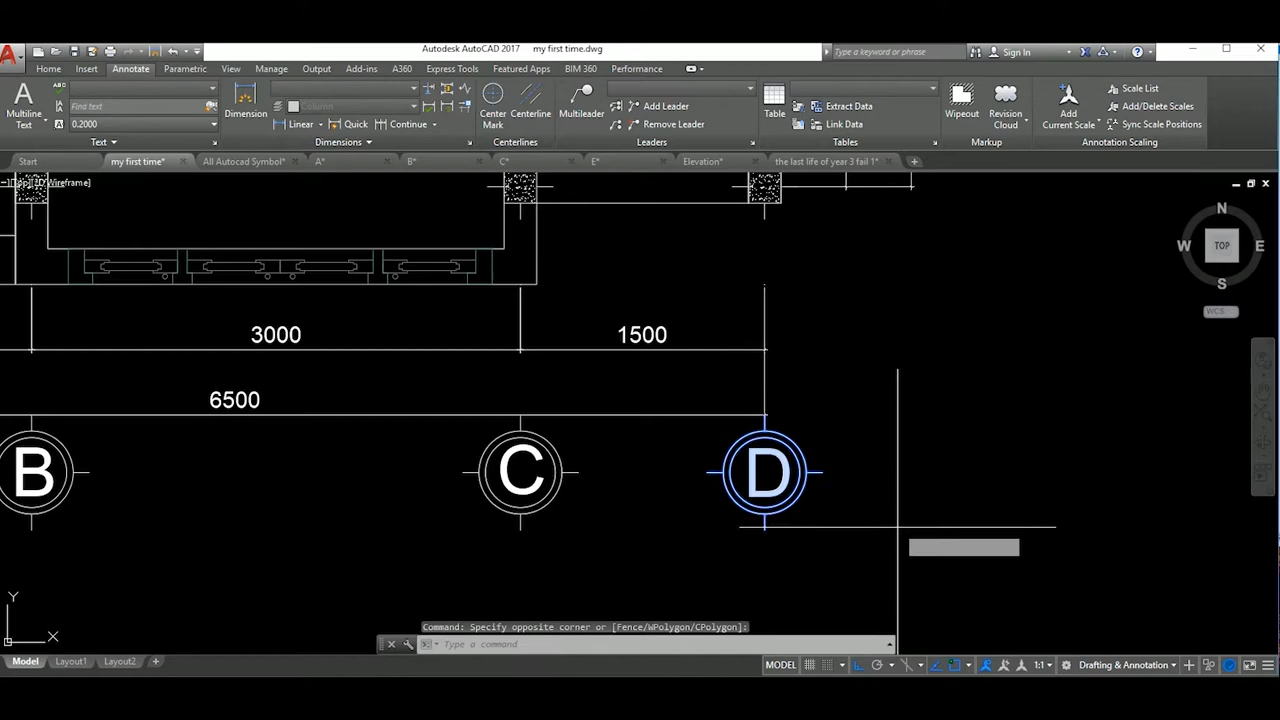 Autodesk AutoCAD 2017 my first time.dwg
Type a keyword or phrase
Sign In
Home Insert Annotate Parametric View Manage Output Add-ins A360 Express Tools Featured Apps BIM 360 Performance
Multiline
Text
Find text
0.2000
Text
Dimension
Column
Linear Quick Continue
Dimensions
Center
Mark
Centerline
Centerlines
Multileader
Add Leader
Remove Leader
Leaders
Table
Extract Data
Link Data
Tables
Wipeout
Revision
Cloud
Markup
Add
Current Scale
Scale List
Add/Delete Scales
Sync Scale Positions
Annotation Scaling
Start my first time* All Autocad Symbol* A* B* C* E* Elevation* the last life of year 3 fail 1*
N
W TOP E
S
WCS
3000
1500
6500
B
C
D
Y
X
Command: Specify opposite corner or [Fence/WPolygon/CPolygon]:
Type a command
Model Layout1 Layout2
MODEL
1:1
Drafting & Annotation